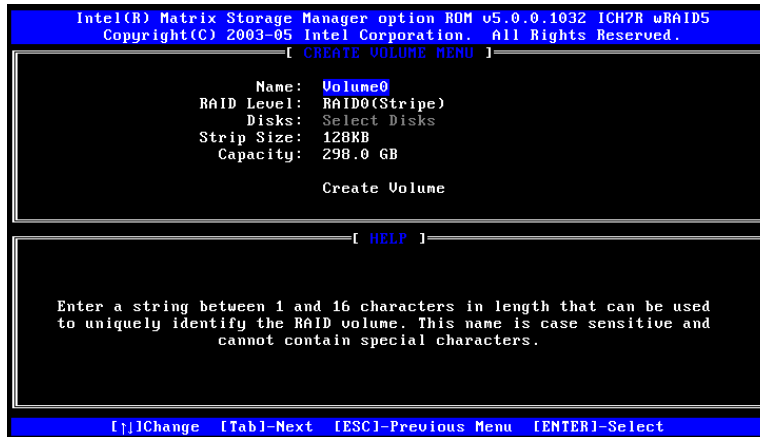 Intel(R) Matrix Storage Manager option ROM v5.0.0.1032 ICH7R wRAID5
Copyright(C) 2003-05 Intel Corporation. All Rights Reserved.
[ CREATE VOLUME MENU ]
Name: Volume0
RAID Level: RAID0(Stripe)
Disks: Select Disks
Strip Size: 128KB
Capacity: 298.0 GB
Create Volume
[ HELP ]
Enter a string between 1 and 16 characters in length that can be used
to uniquely identify the RAID volume. This name is case sensitive and
cannot contain special characters.
[↑↓]Change [Tab]-Next [ESC]-Previous Menu [ENTER]-Select